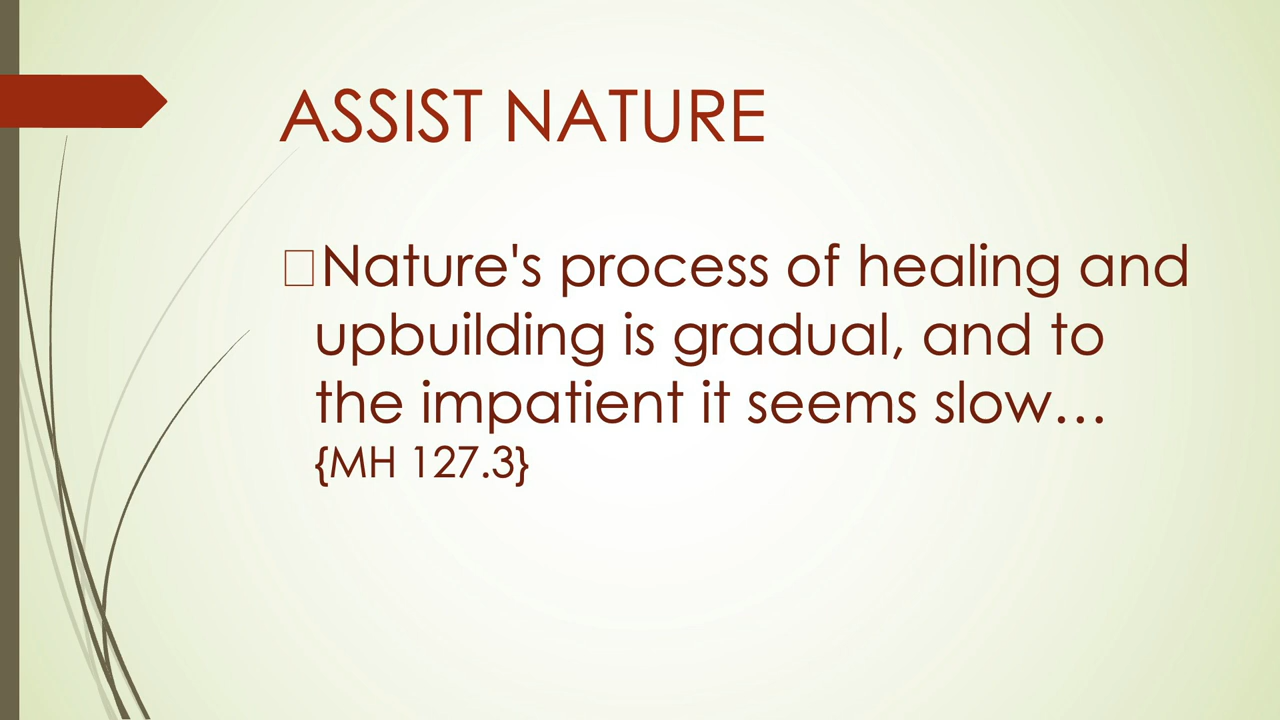 ASSIST NATURE
□Nature's process of healing and
upbuilding is gradual, and to
the impatient it seems slow…
{MH 127.3}